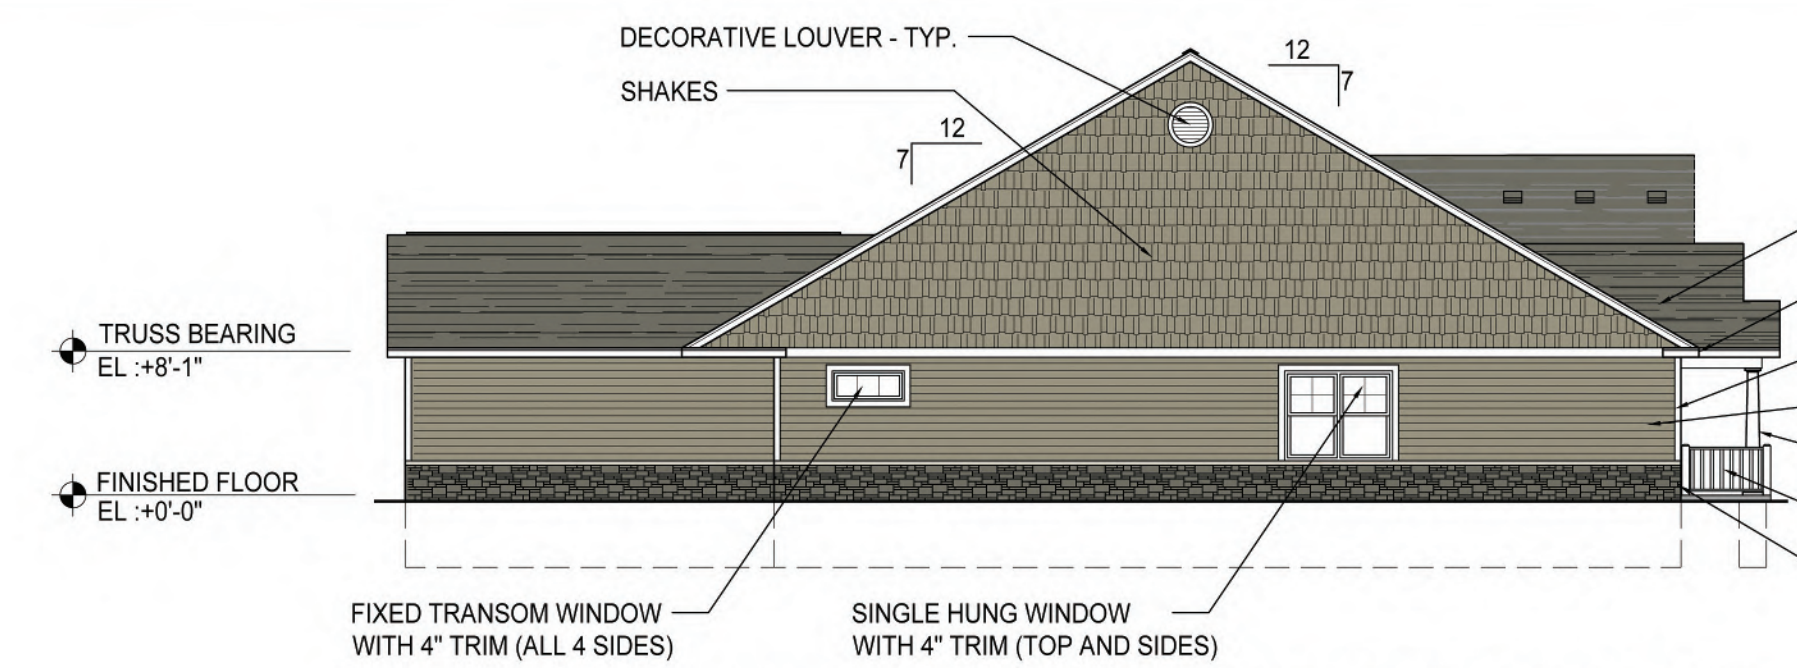 DECORATIVE LOUVER - TYP.
SHAKES
12
7
12
7
TRUSS BEARING
EL :+8'-1"
FINISHED FLOOR
EL :+0'-0"
FIXED TRANSOM WINDOW
WITH 4" TRIM (ALL 4 SIDES)
SINGLE HUNG WINDOW
WITH 4" TRIM (TOP AND SIDES)